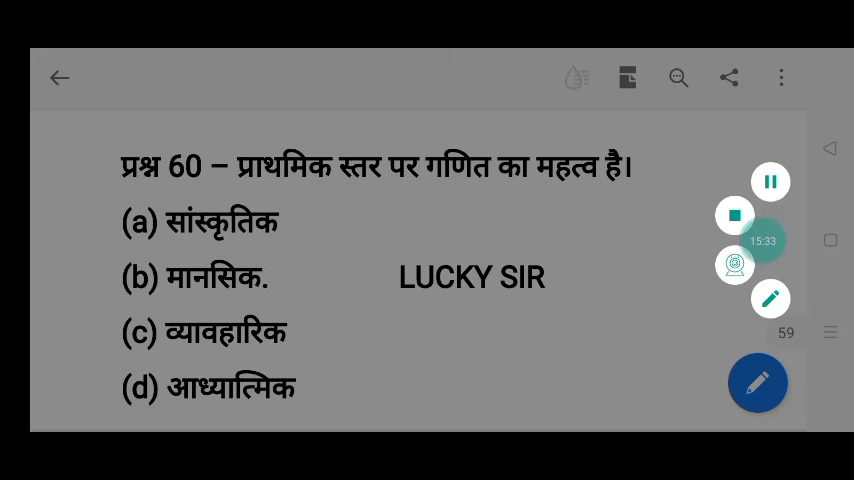 प्रश्न 60 – प्राथमिक स्तर पर गणित का महत्व है।
(a) सांस्कृतिक
(b) मानसिक. LUCKY SIR
(c) व्यावहारिक
(d) आध्यात्मिक
15:33
59